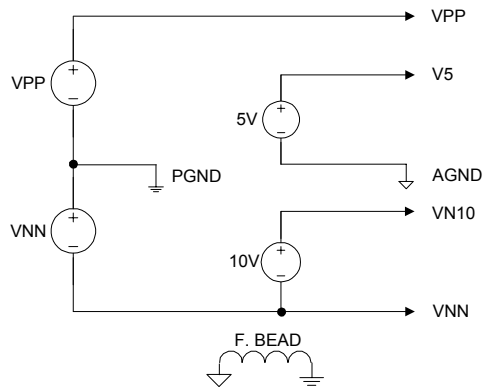 VPP
VPP
V5
5V
PGND
AGND
VNN
VN10
10V
VNN
F. BEAD